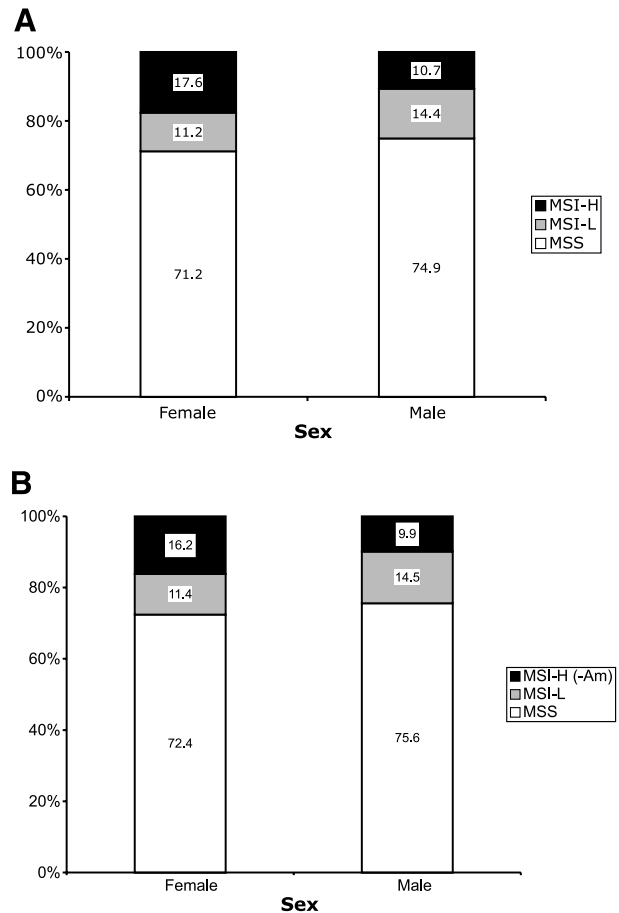 A
100%
80%
60%
40%
20%
0%
17.6
11.2
71.2
10.7
14.4
74.9
MSI-H
MSI-L
MSS
Female
Male
Sex
B
100%
80%
60%
40%
20%
0%
16.2
11.4
72.4
9.9
14.5
75.6
MSI-H (-Am)
MSI-L
MSS
Female
Male
Sex